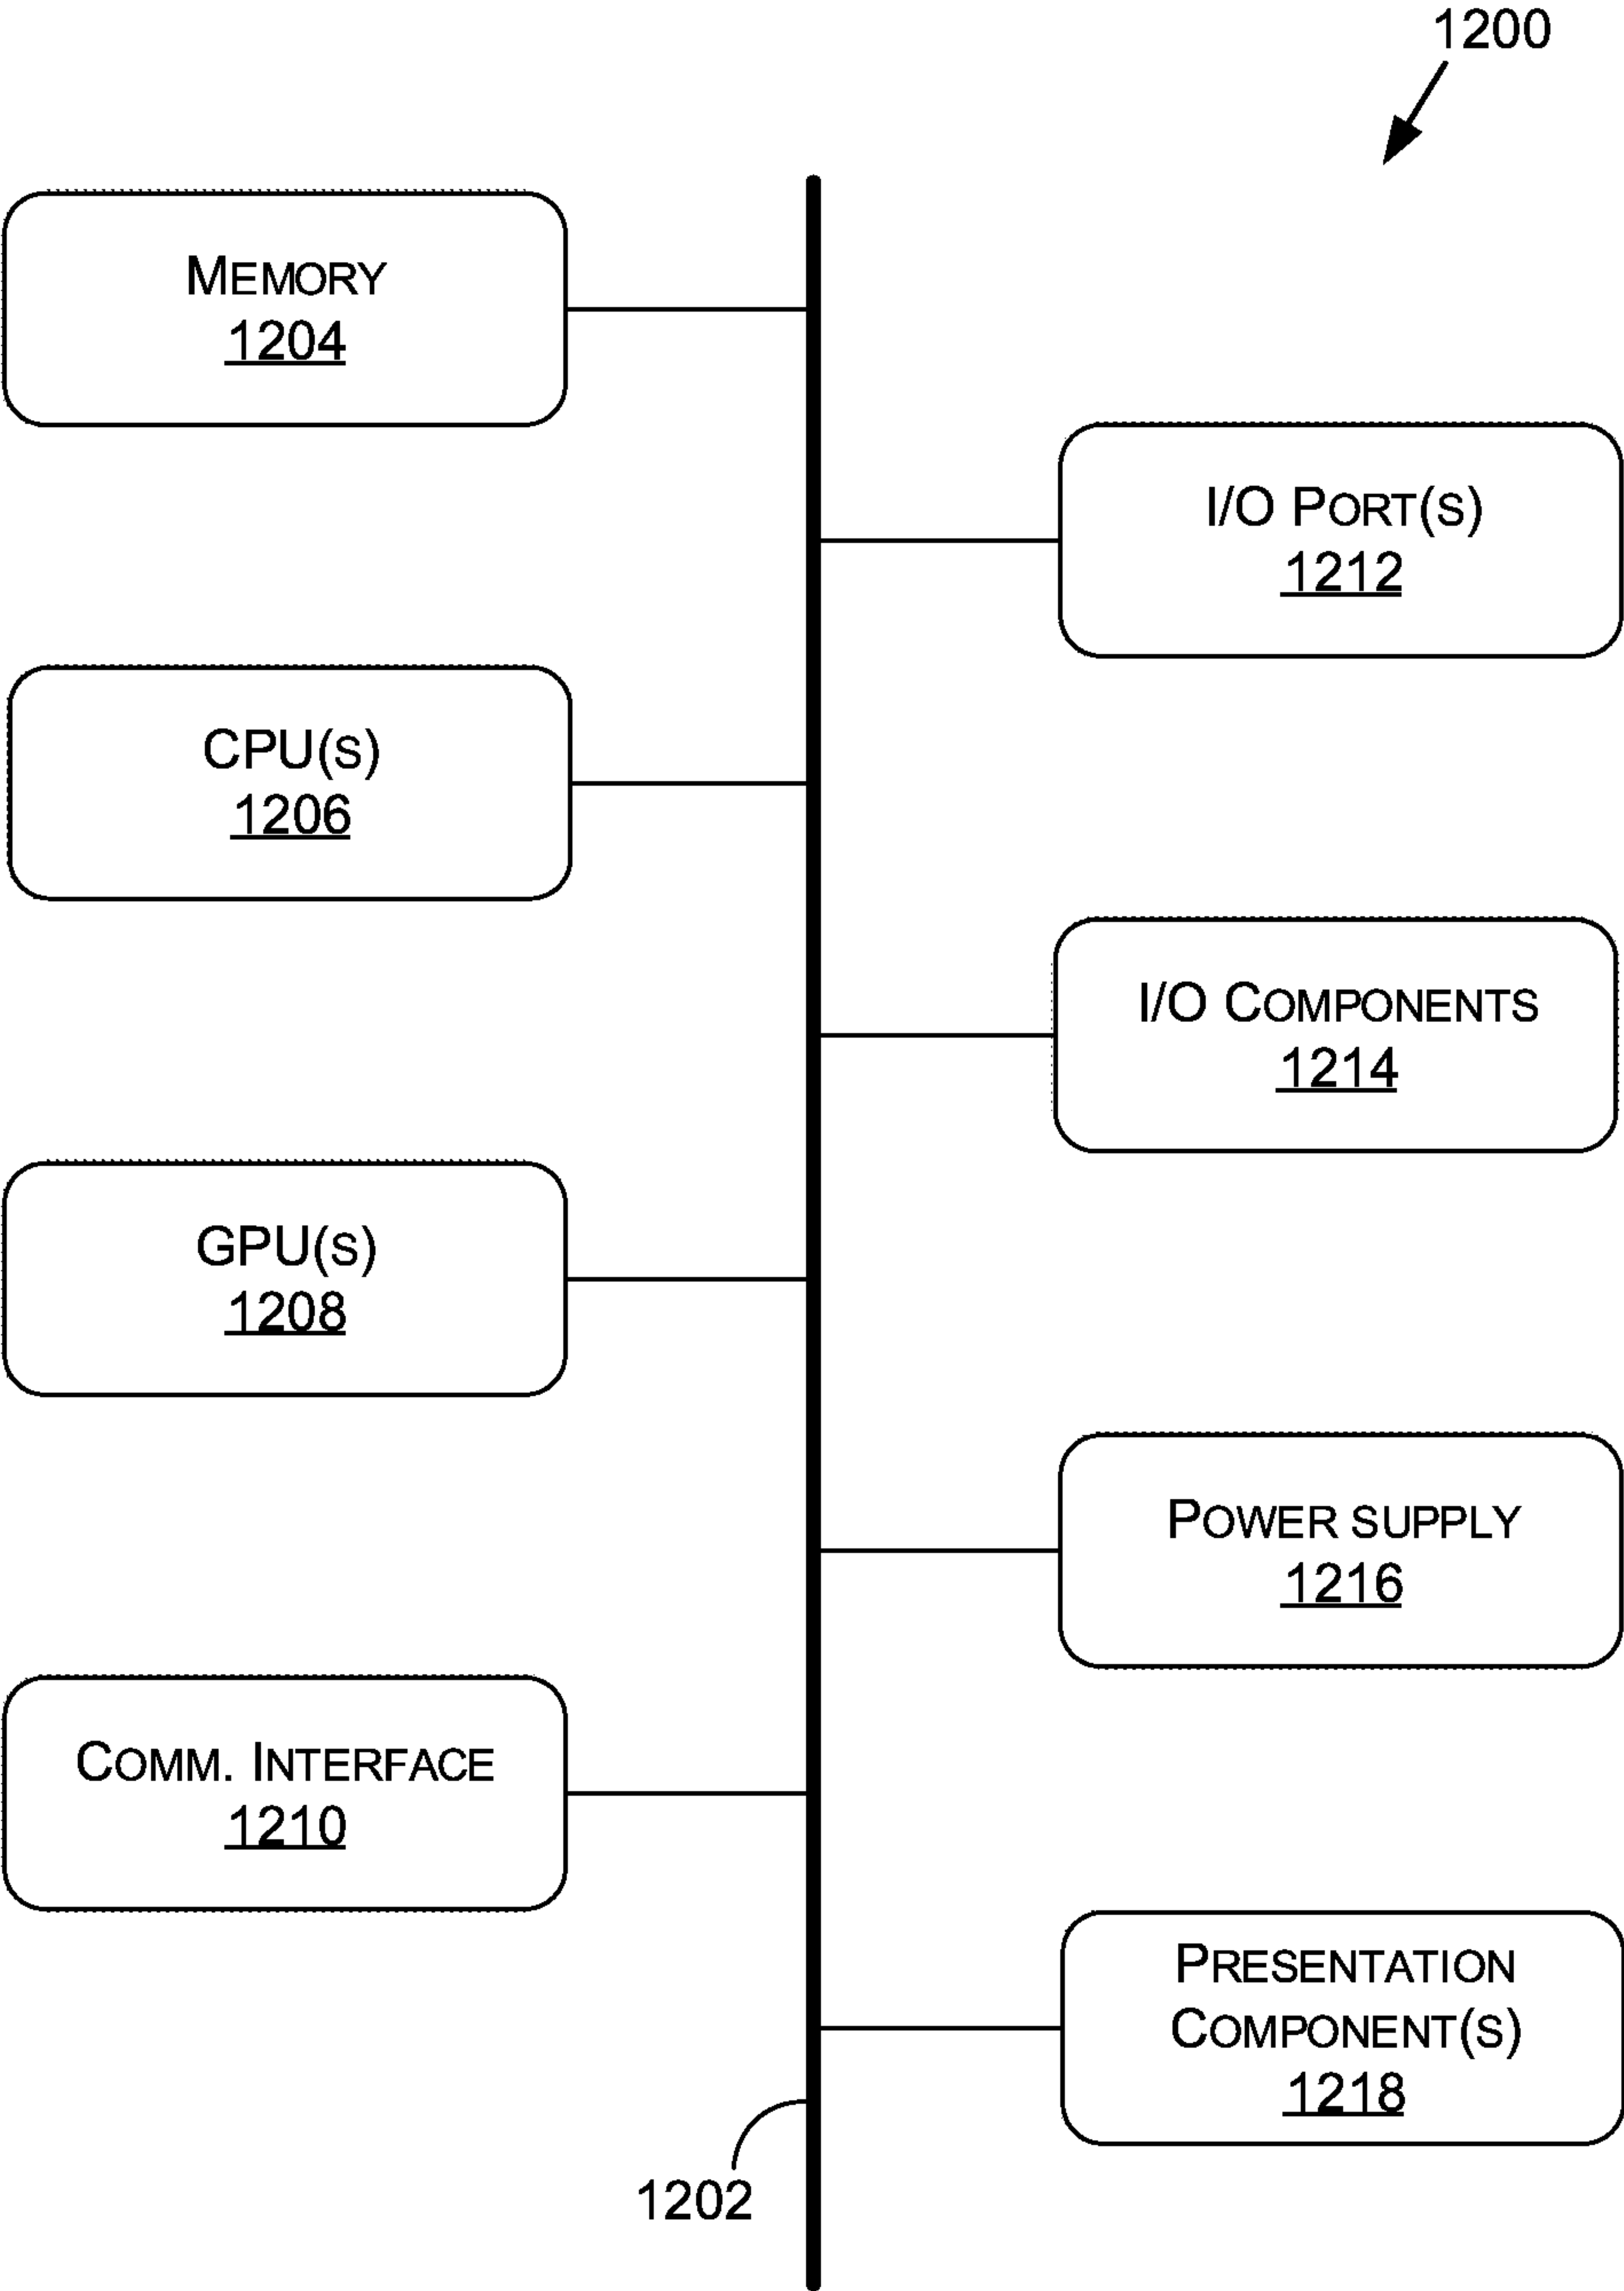 1200
MEMORY
1204
I/O PORT(S)
1212
CPU(S)
1206
I/O COMPONENTS
1214
GPU(S)
1208
POWER SUPPLY
1216
COMM. INTERFACE
1210
PRESENTATION
COMPONENT(S)
1218
1202